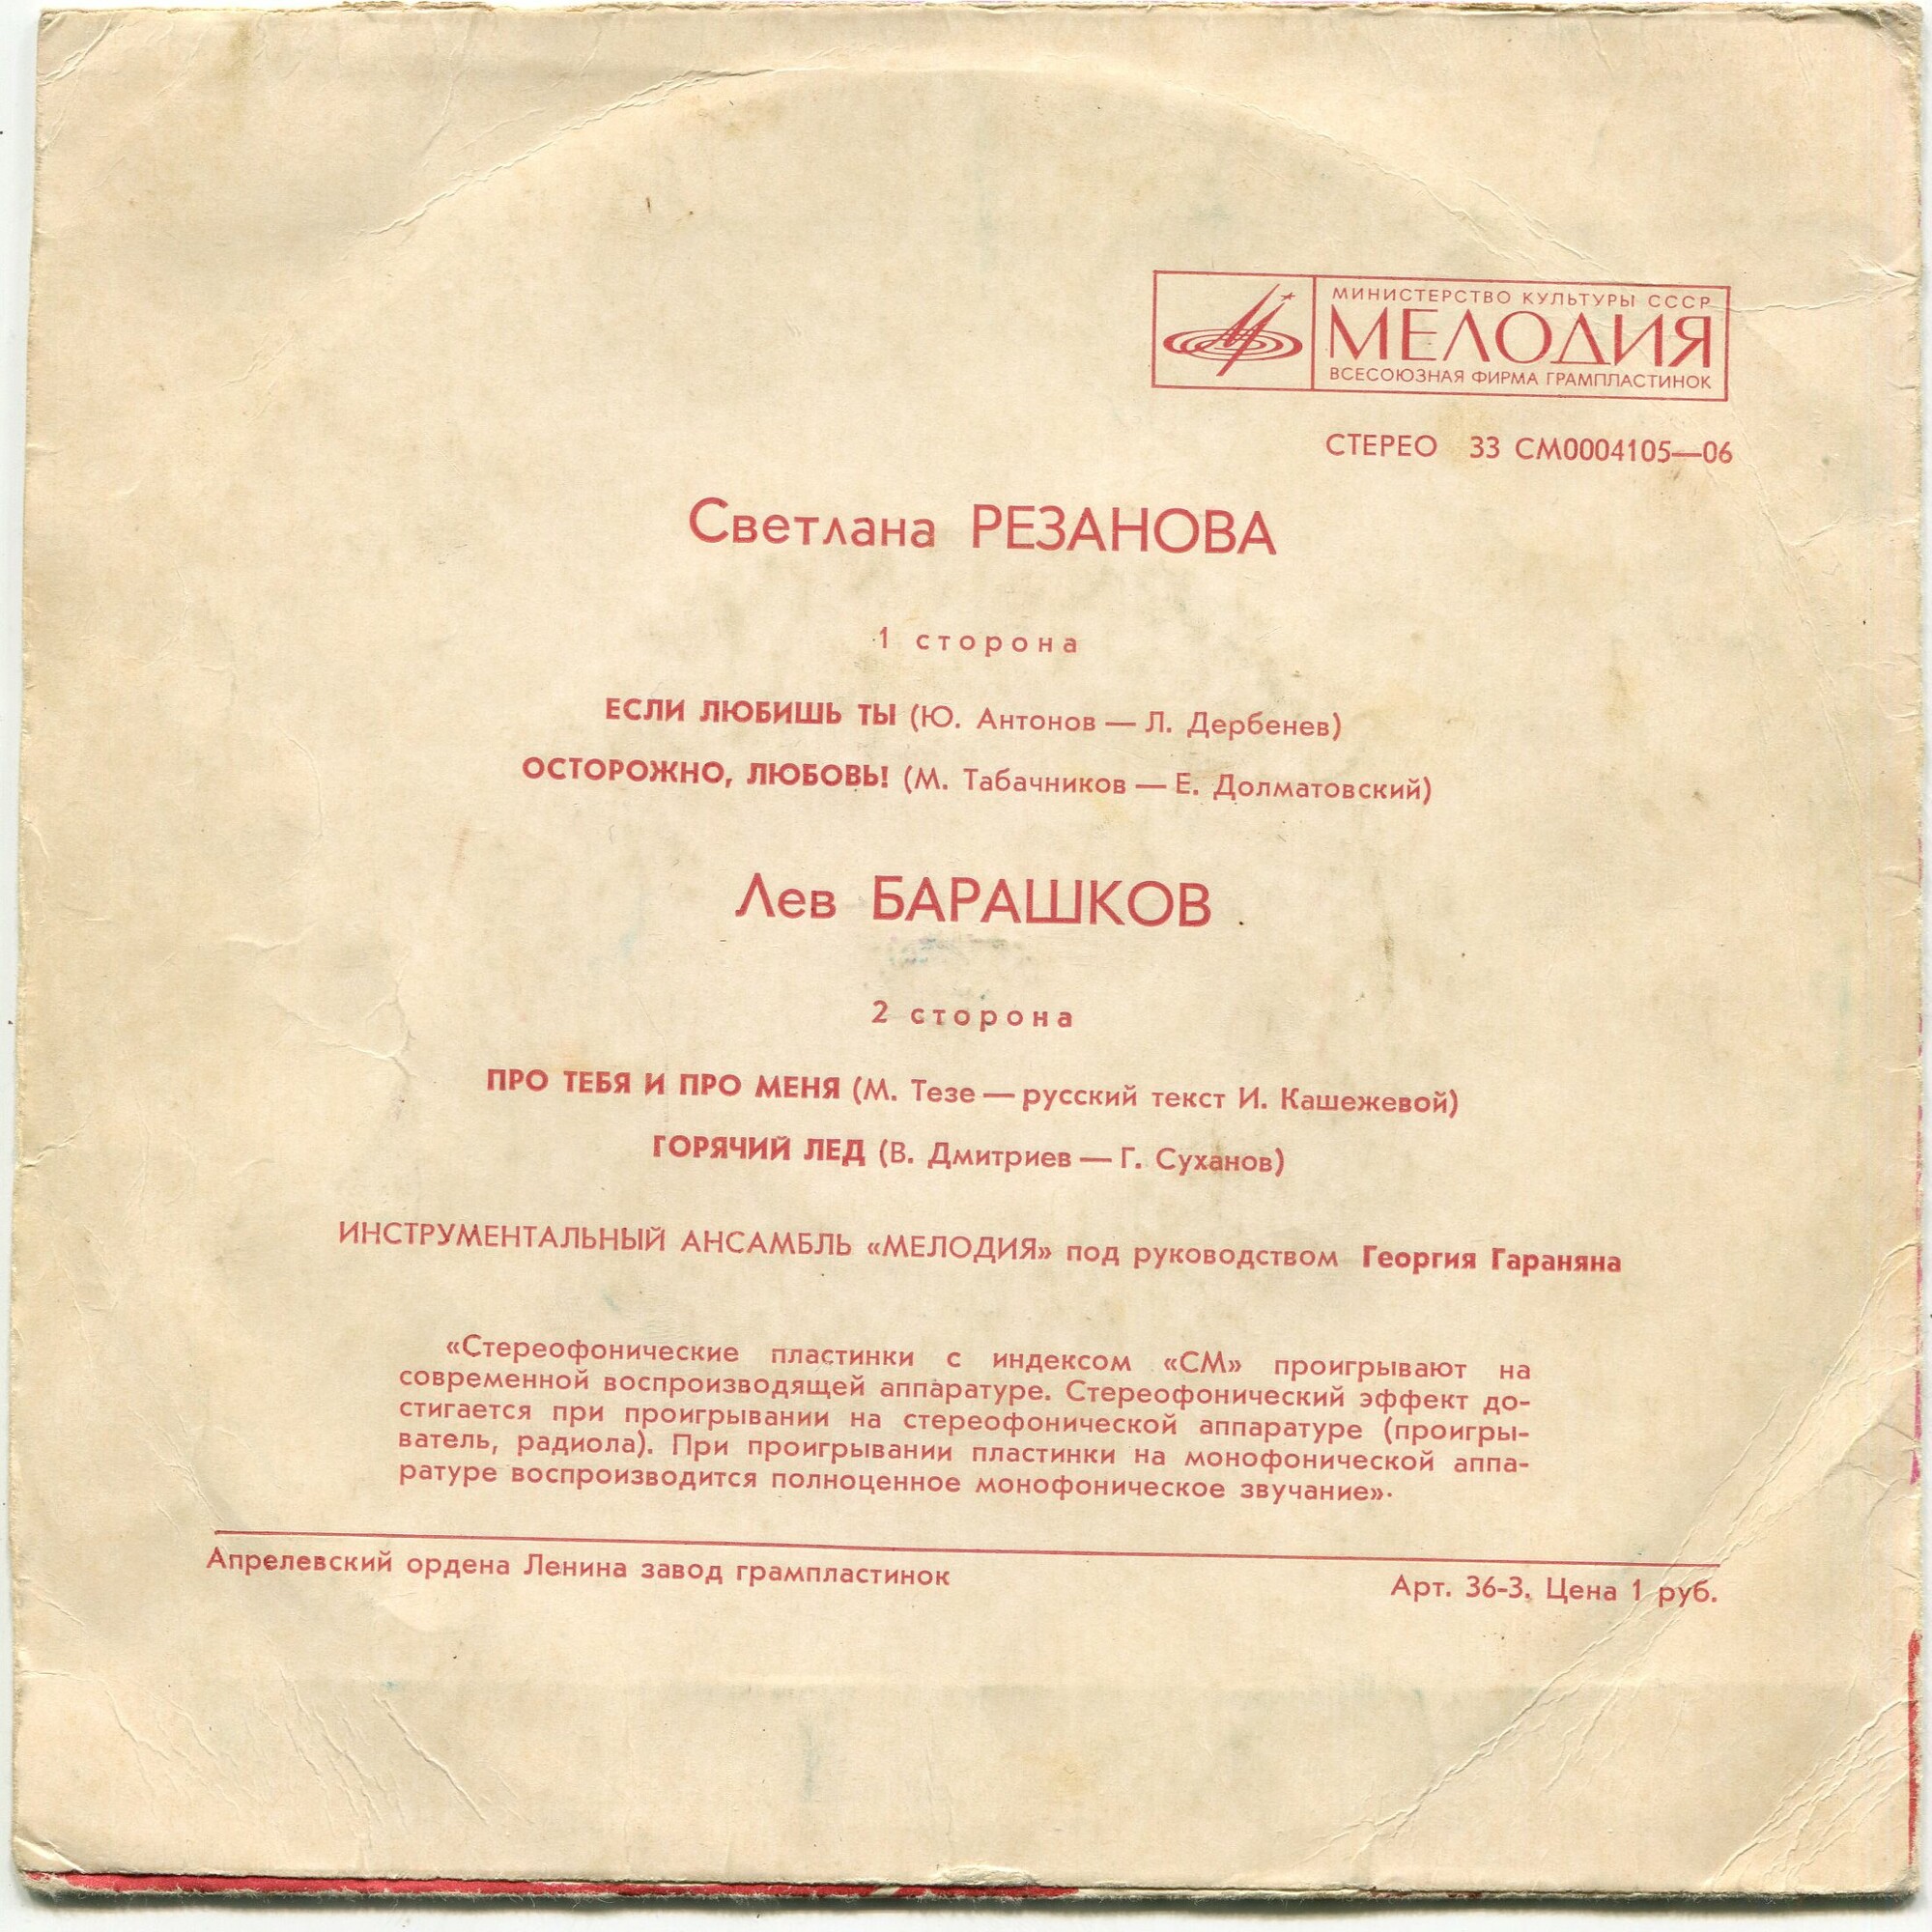 МИНИСТЕРСТВО КУЛЬТУРЫ СССР
МЕЛОДИЯ
ВСЕСОЮЗНАЯ ФИРМА ГРАМПЛАСТИНОК
СТЕРЕО 33 СМ0004105—06
Светлана РЕЗАНОВА
1 сторона
ЕСЛИ ЛЮБИШЬ ТЫ (Ю. Антонов — Л. Дербенев)
ОСТОРОЖНО, ЛЮБОВЬ! (М. Табачников — Е. Долматовский)
Лев БАРАШКОВ
2 сторона
ПРО ТЕБЯ И ПРО МЕНЯ (М. Тезе — русский текст И. Кашежевой)
ГОРЯЧИЙ ЛЕД (В. Дмитриев — Г. Суханов)
ИНСТРУМЕНТАЛЬНЫЙ АНСАМБЛЬ «МЕЛОДИЯ» под руководством Георгия Гараняна
«Стереофонические пластинки с индексом «СМ» проигрывают на
современной воспроизводящей аппаратуре. Стереофонический эффект до-
стигается при проигрывании на стереофонической аппаратуре (проигры-
ватель, радиола). При проигрывании пластинки на монофонической аппа-
ратуре воспроизводится полноценное монофоническое звучание».
Апрелевский ордена Ленина завод грампластинок
Арт. 36-3. Цена 1 руб.